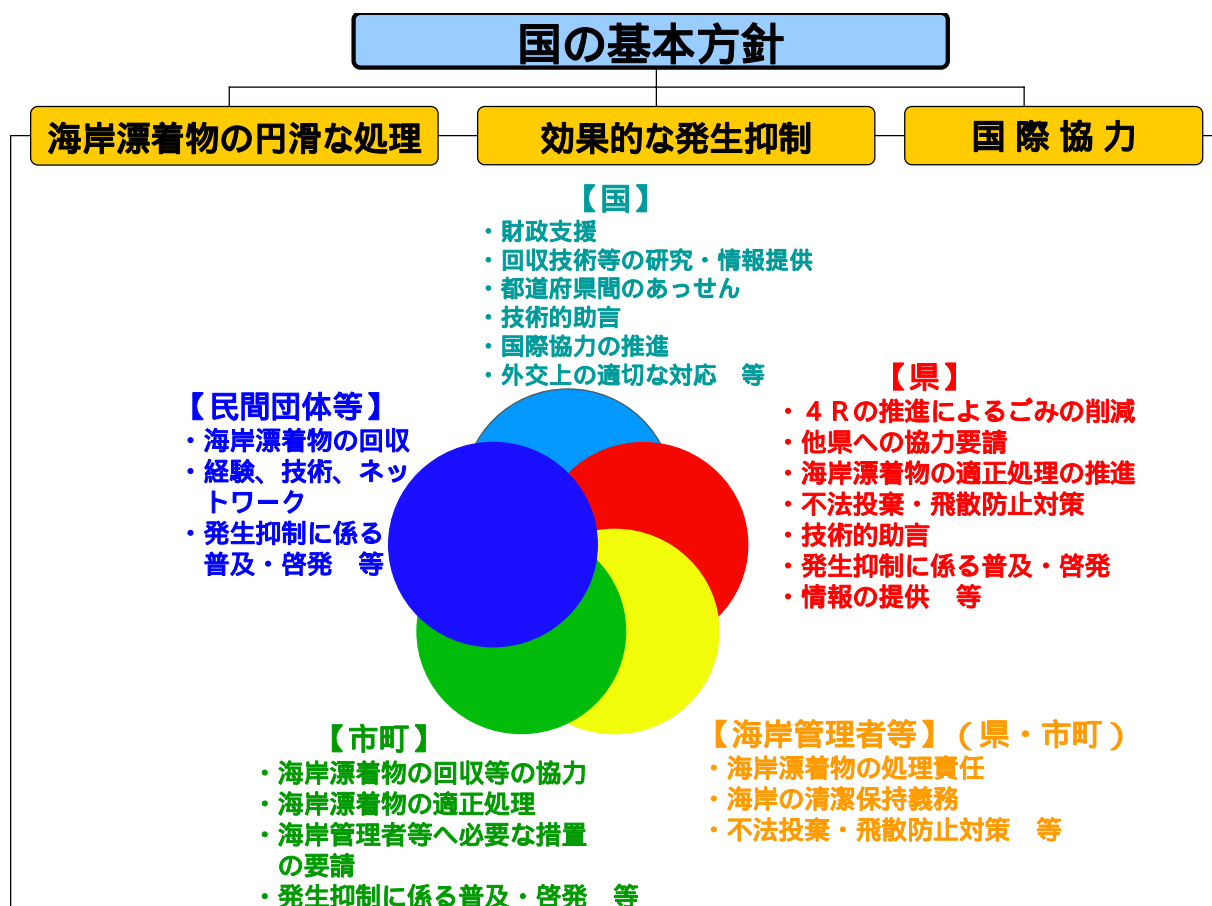 国の基本方針
海岸漂着物の円滑な処理
効果的な発生抑制
国際協力
【国】
・財政支援
・回収技術等の研究・情報提供
・都道府県間のあっせん
・技術的助言
・国際協力の推進
・外交上の適切な対応　等
【県】
・４Ｒの推進によるごみの削減
・他県への協力要請
・海岸漂着物の適正処理の推進
・不法投棄・飛散防止対策
・技術的助言
・発生抑制に係る普及・啓発
・情報の提供　等
【民間団体等】
・海岸漂着物の回収
・経験、技術、ネッ
トワーク
・発生抑制に係る
普及・啓発　等
【市町】
・海岸漂着物の回収等の協力
・海岸漂着物の適正処理
・海岸管理者等へ必要な措置
の要請
・発生抑制に係る普及・啓発　等
【海岸管理者等】（県・市町）
・海岸漂着物の処理責任
・海岸の清潔保持義務
・不法投棄・飛散防止対策　等